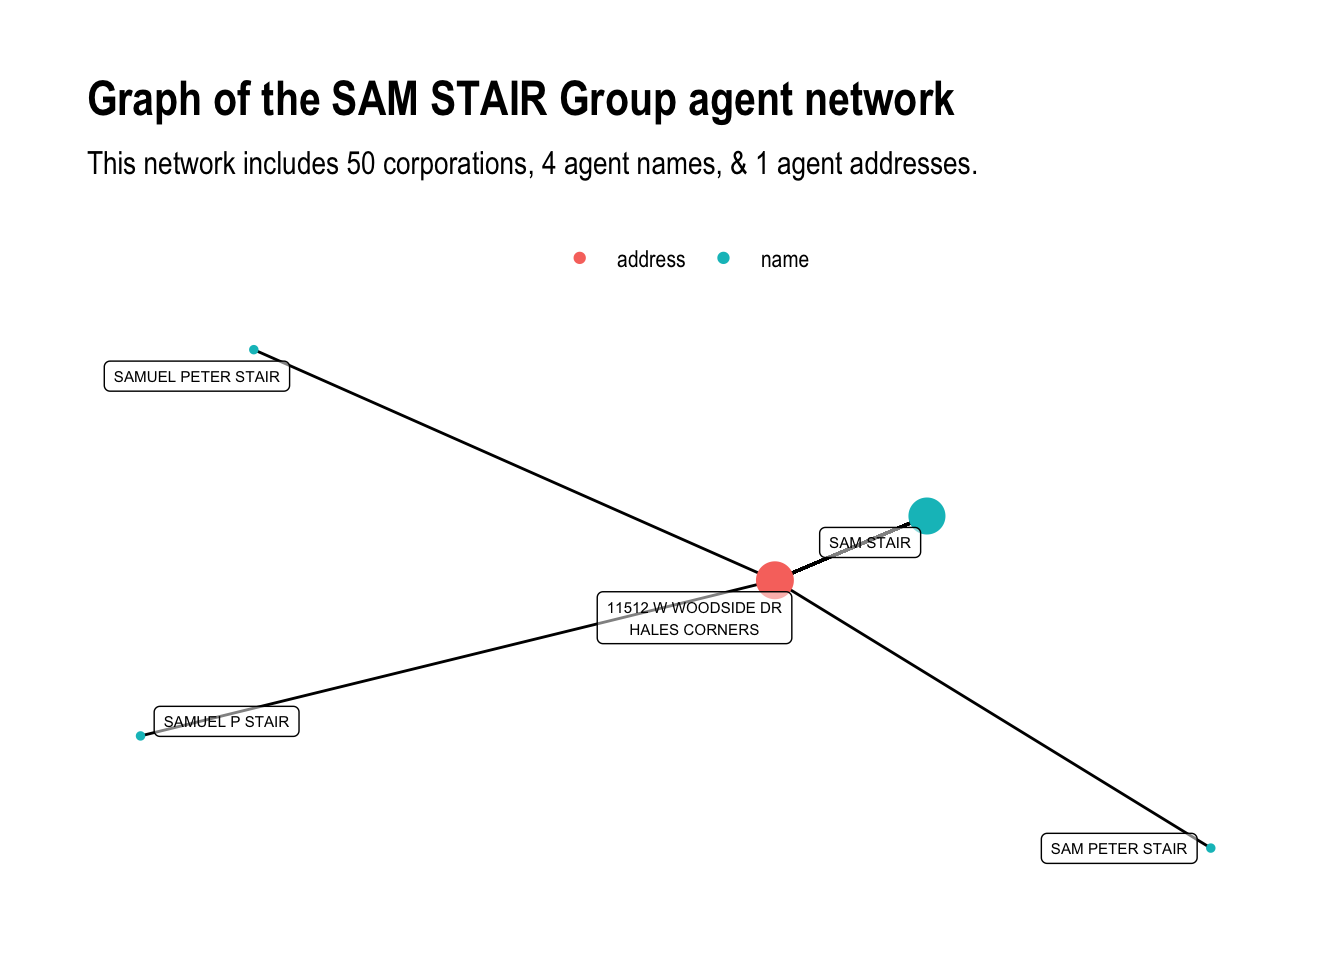 Graph of the SAM STAIR Group agent network
This network includes 50 corporations, 4 agent names, & 1 agent addresses.
address
name
SAMUEL PETER STAIR
SAM STAIR
11512 W WOODSIDE DR
HALES CORNERS
SAMUEL P STAIR
SAM PETER STAIR